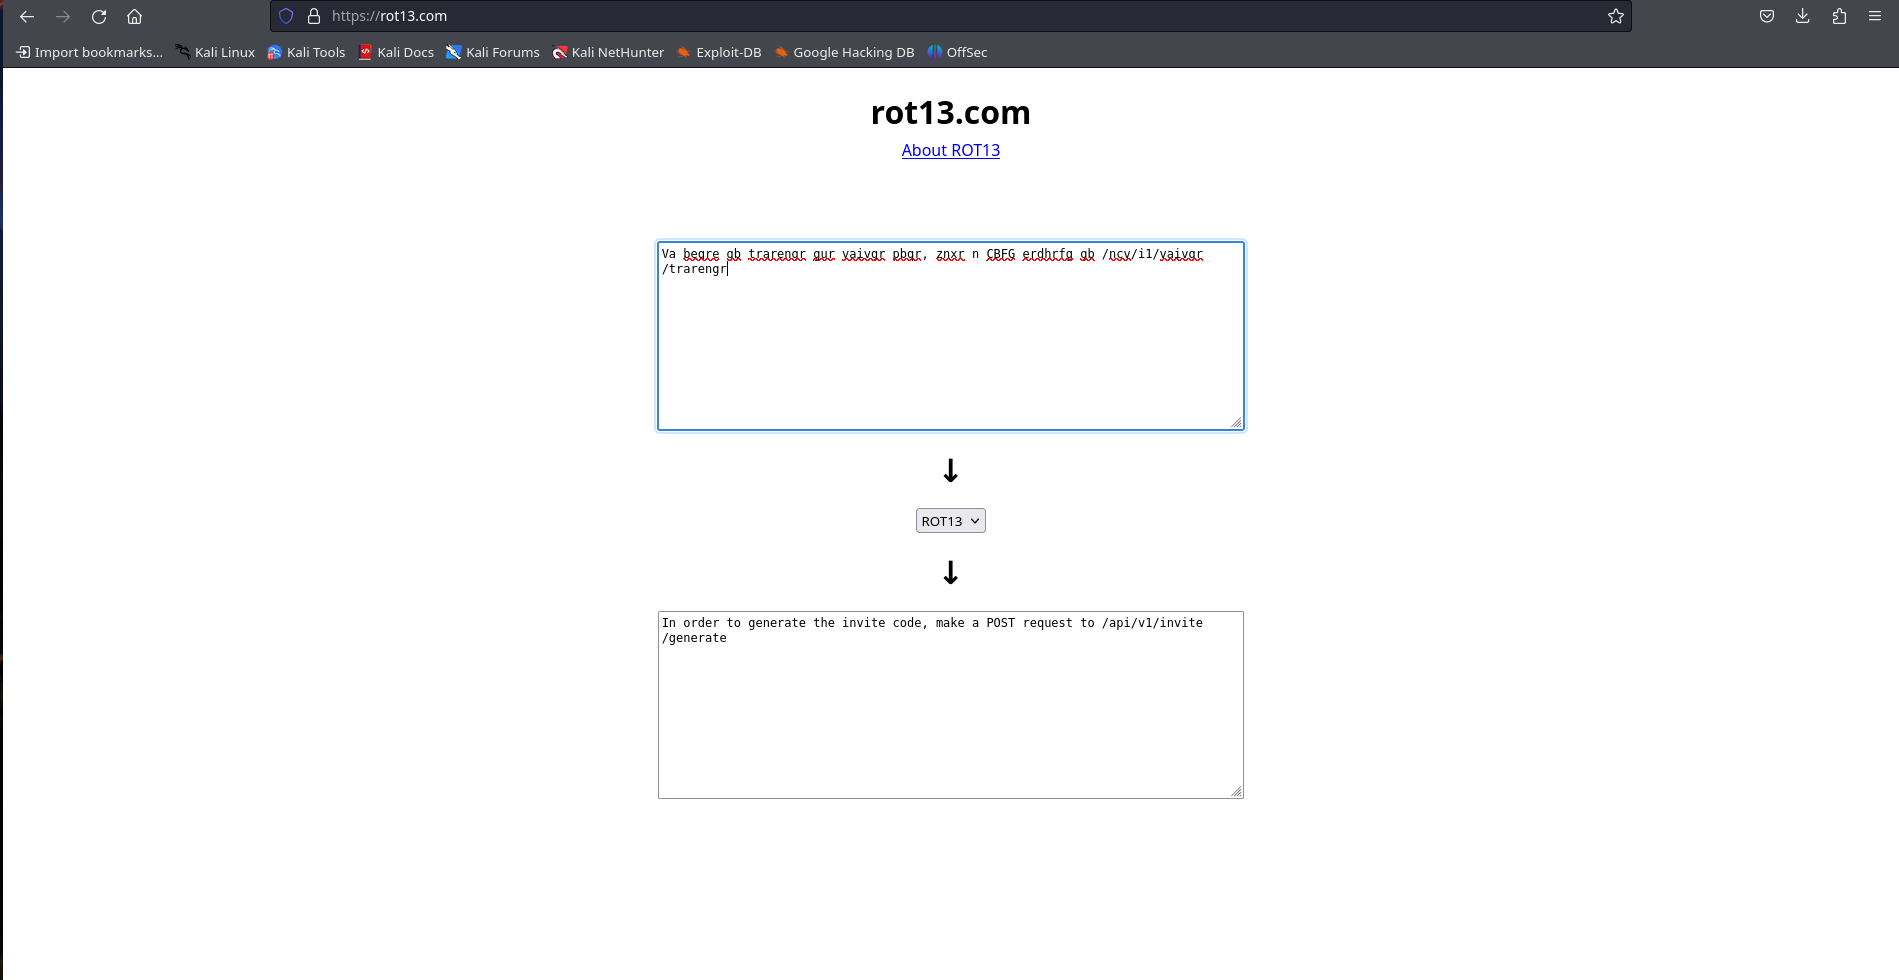 https://rot13.com
Import bookmarks... Kali Linux Kali Tools Kali Docs Kali Forums Kali NetHunter Exploit-DB Google Hacking DB OffSec
rot13.com
About ROT13
Va beqre gb trarengr gur vaivgr pbqr, znxr n CBFG erdhrfg gb /ncv/i1/vaivgr
/trarengr
↓
ROT13
↓
In order to generate the invite code, make a POST request to /api/v1/invite
/generate